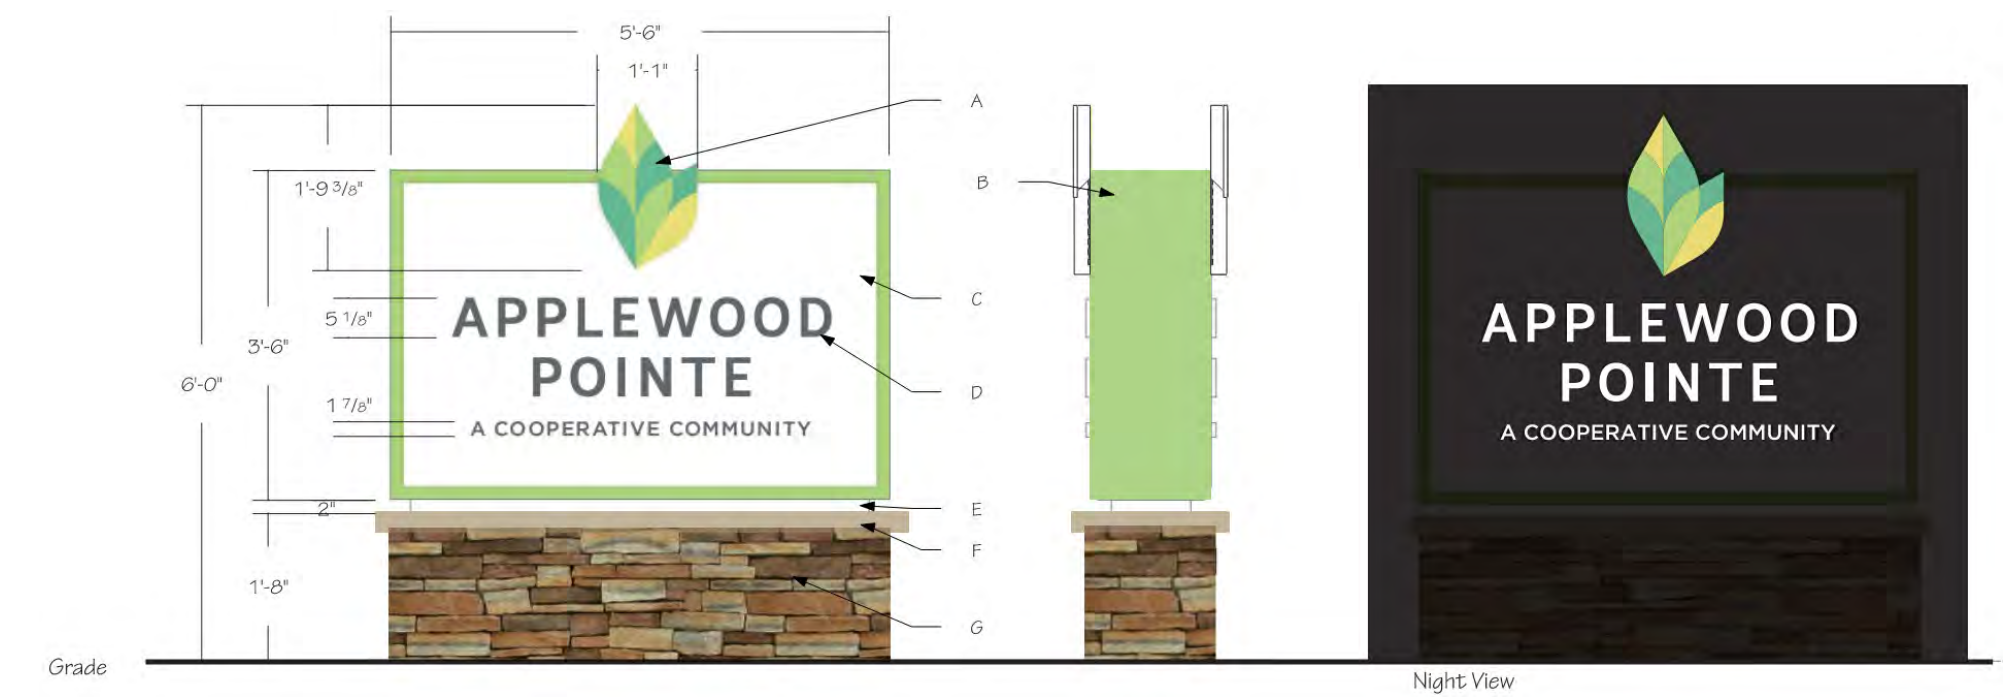 5'-6"
1'-1"
A
B
1'-9 3/8"
C
5 1/8"
3'-6"
6'-0"
D
1 7/8"
APPLEWOOD
POINTE
A COOPERATIVE COMMUNITY
E
2"
F
1'-8"
G
Grade
APPLEWOOD
POINTE
A COOPERATIVE COMMUNITY
Night View